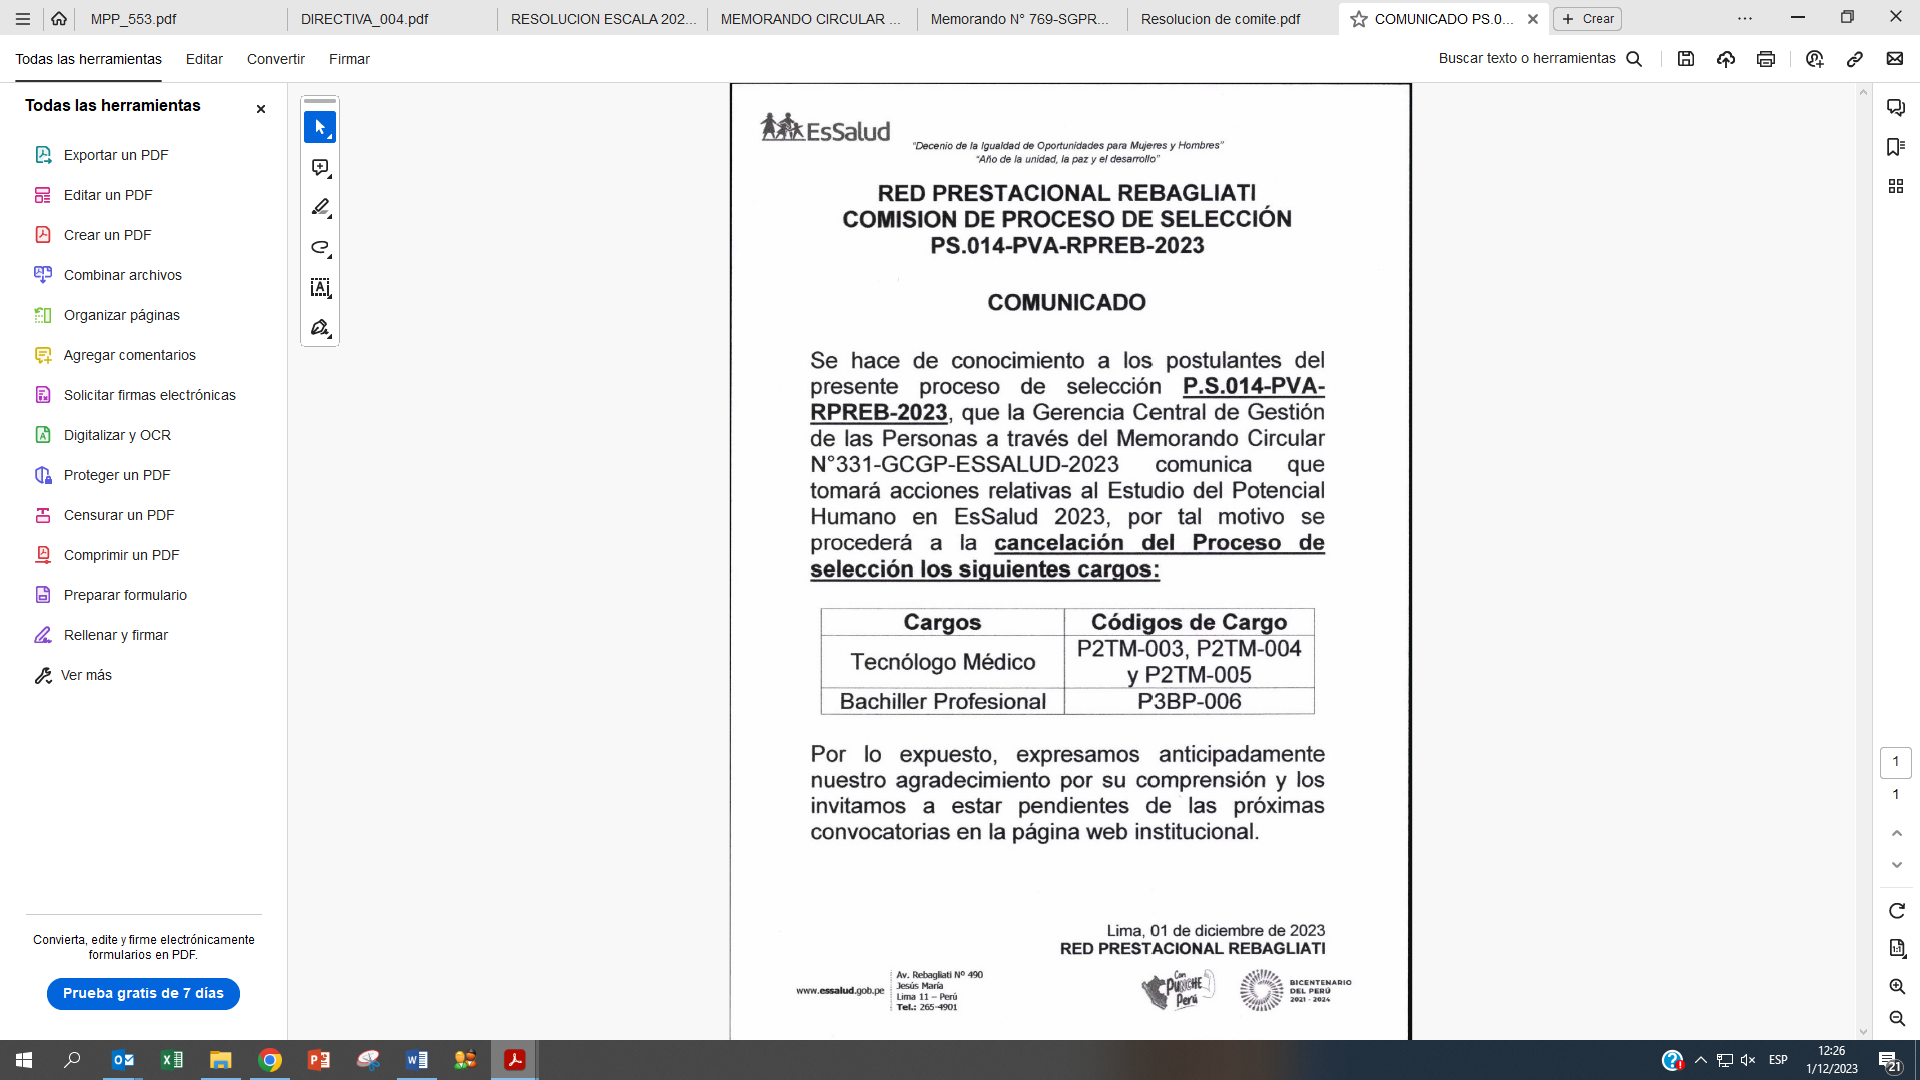 MPP_553.pdf
DIRECTIVA_004.pdf
RESOLUCION ESCALA 202...
MEMORANDO CIRCULAR ...
Memorando N° 769-SGPR...
Resolucion de comite.pdf
COMUNICADO PS.0...
Crear
Todas las herramientas
Editar
Convertir
Firmar
Buscar texto o herramientas
Todas las herramientas
Exportar un PDF
Editar un PDF
Crear un PDF
Combinar archivos
Organizar páginas
Agregar comentarios
Solicitar firmas electrónicas
Digitalizar y OCR
Proteger un PDF
Censurar un PDF
Comprimir un PDF
Preparar formulario
Rellenar y firmar
Ver más
Convierta, edite y firme electrónicamente
formularios en PDF.
Prueba gratis de 7 días
EsSalud
"Decenio de la Igualdad de Oportunidades para Mujeres y Hombres"
"Año de la unidad, la paz y el desarrollo"
RED PRESTACIONAL REBAGLIATI
COMISION DE PROCESO DE SELECCIÓN
PS.014-PVA-RPREB-2023
COMUNICADO
Se hace de conocimiento a los postulantes del
presente proceso de selección P.S.014-PVA-
RPREB-2023, que la Gerencia Central de Gestión
de las Personas a través del Memorando Circular
N°331-GCGP-ESSALUD-2023 comunica que
tomará acciones relativas al Estudio del Potencial
Humano en EsSalud 2023, por tal motivo se
procederá a la cancelación del Proceso de
selección los siguientes cargos:
Cargos
Códigos de Cargo
Tecnólogo Médico
P2TM-003, P2TM-004
y P2TM-005
Bachiller Profesional
P3BP-006
Por lo expuesto, expresamos anticipadamente
nuestro agradecimiento por su comprensión y los
invitamos a estar pendientes de las próximas
convocatorias en la página web institucional.
Lima, 01 de diciembre de 2023
RED PRESTACIONAL REBAGLIATI
www.essalud.gob.pe
Av. Rebagliati Nº 490
Jesús María
Lima 11 – Perú
Tel.: 265-4901
Con
PUNCHE
Perú
BICENTENARIO
DEL PERÚ
2021 - 2024
1
1
ESP
12:26
1/12/2023
21